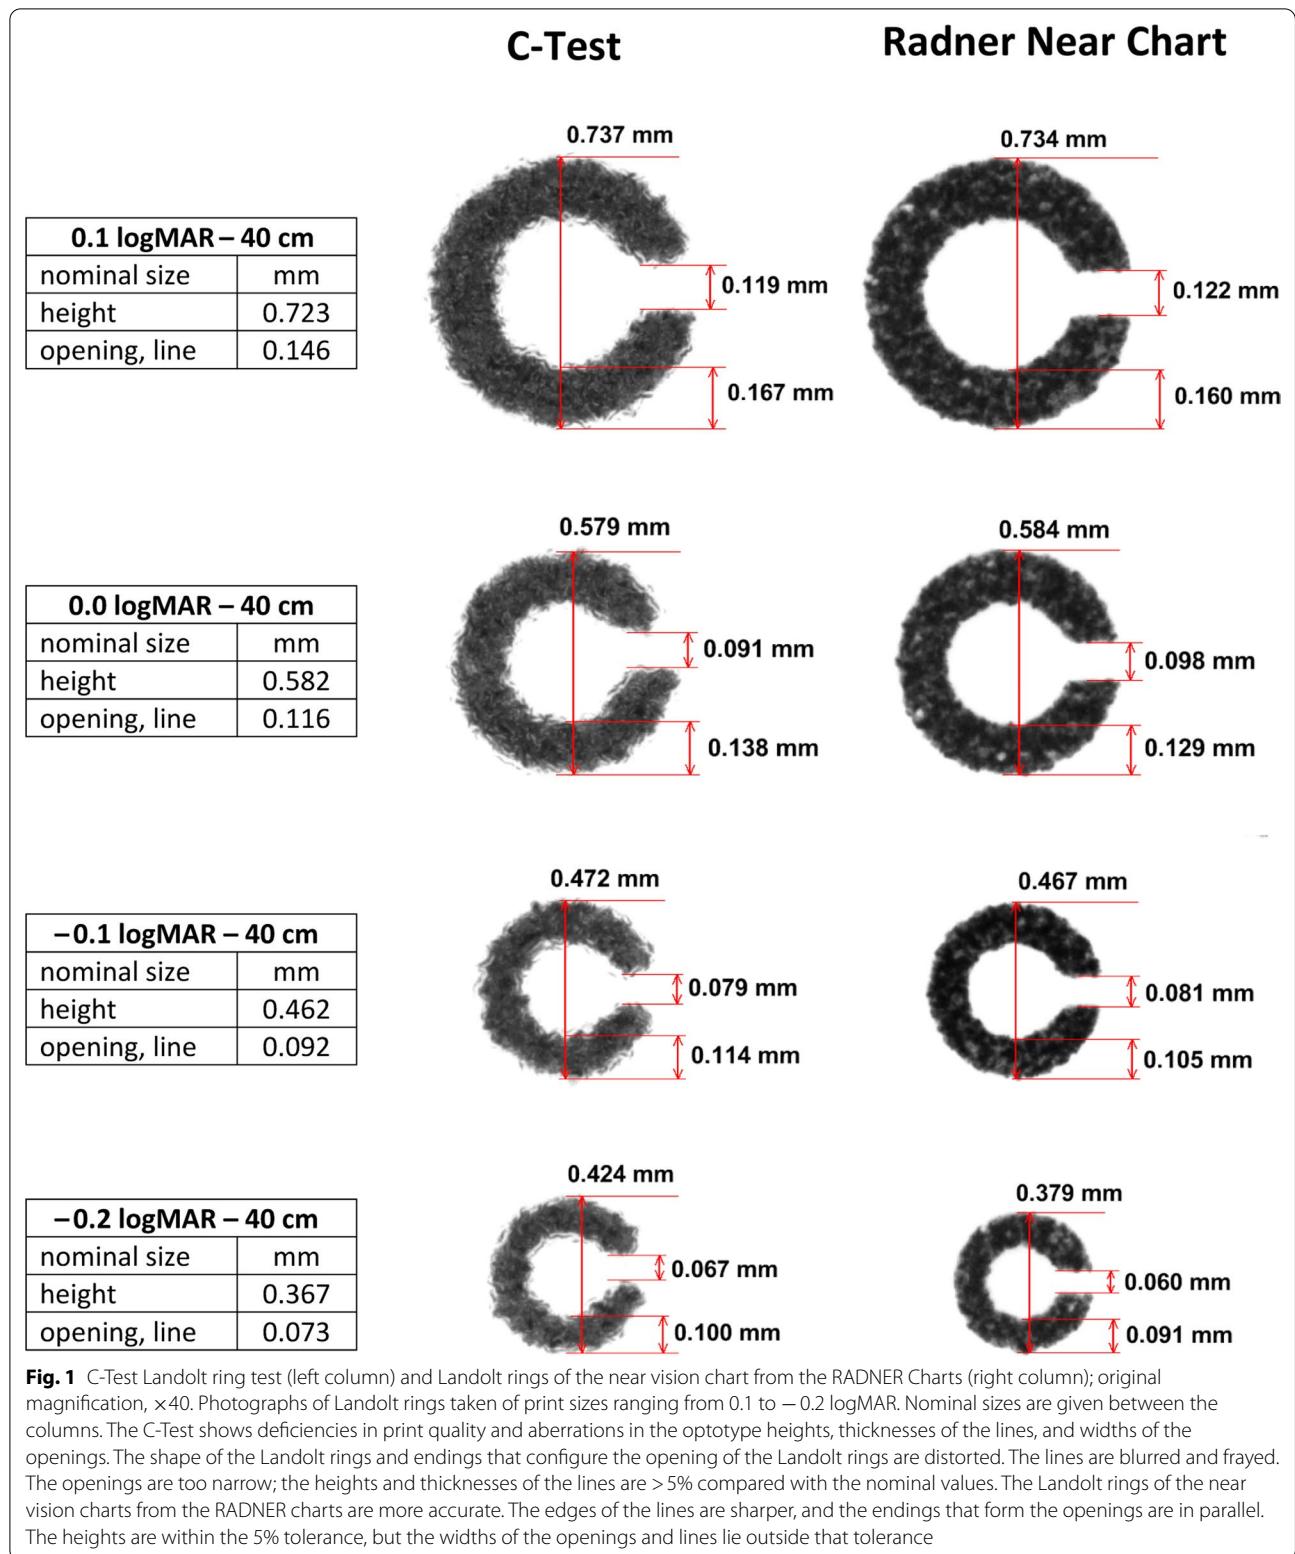 C-Test
Radner Near Chart
0.737 mm
0.734 mm
0.1 logMAR – 40 cm
nominal size mm
height 0.723
opening, line 0.146
0.119 mm
0.122 mm
0.167 mm
0.160 mm
0.579 mm
0.584 mm
0.0 logMAR – 40 cm
nominal size mm
height 0.582
opening, line 0.116
0.091 mm
0.098 mm
0.138 mm
0.129 mm
0.472 mm
0.467 mm
–0.1 logMAR – 40 cm
nominal size mm
height 0.462
opening, line 0.092
0.079 mm
0.081 mm
0.114 mm
0.105 mm
0.424 mm
0.379 mm
–0.2 logMAR – 40 cm
nominal size mm
height 0.367
opening, line 0.073
0.067 mm
0.060 mm
0.100 mm
0.091 mm
Fig. 1 C-Test Landolt ring test (left column) and Landolt rings of the near vision chart from the RADNER Charts (right column); original
magnification, ×40. Photographs of Landolt rings taken of print sizes ranging from 0.1 to − 0.2 logMAR. Nominal sizes are given between the
columns. The C-Test shows deficiencies in print quality and aberrations in the optotype heights, thicknesses of the lines, and widths of the
openings. The shape of the Landolt rings and endings that configure the opening of the Landolt rings are distorted. The lines are blurred and frayed.
The openings are too narrow; the heights and thicknesses of the lines are > 5% compared with the nominal values. The Landolt rings of the near
vision charts from the RADNER charts are more accurate. The edges of the lines are sharper, and the endings that form the openings are in parallel.
The heights are within the 5% tolerance, but the widths of the openings and lines lie outside that tolerance